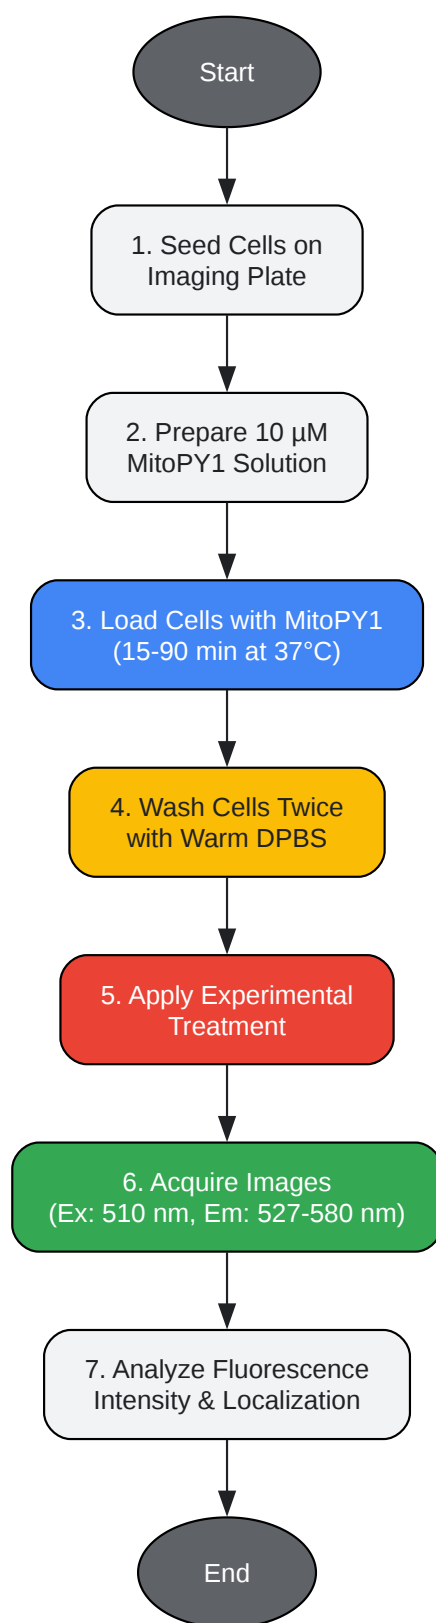 Start
1. Seed Cells on
Imaging Plate
2. Prepare 10 µM
MitoPY1 Solution
3. Load Cells with MitoPY1
(15-90 min at 37°C)
4. Wash Cells Twice
with Warm DPBS
5. Apply Experimental
Treatment
6. Acquire Images
(Ex: 510 nm, Em: 527-580 nm)
7. Analyze Fluorescence
Intensity & Localization
End